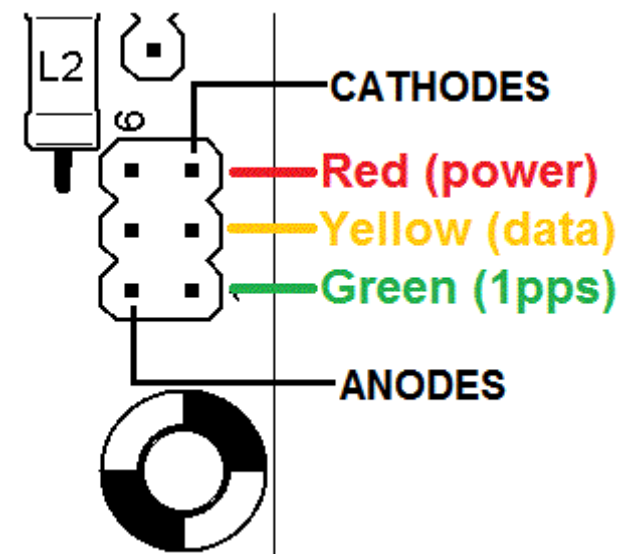 L2
CATHODES
6
Red (power)
Yellow (data)
Green (1pps)
ANODES